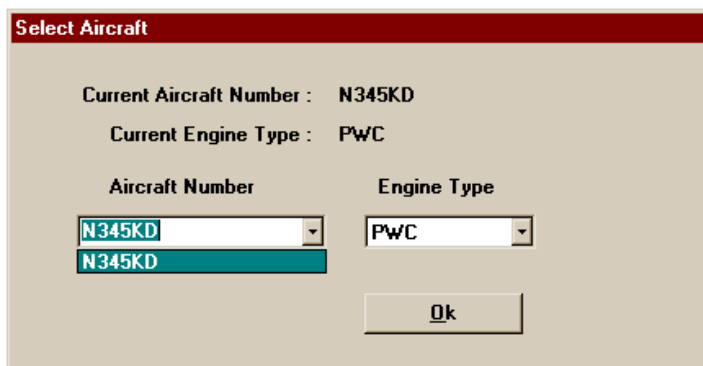 Select Aircraft
Current Aircraft Number : N345KD
Current Engine Type : PWC
Aircraft Number Engine Type
N345KD PWC
N345KD
Ok